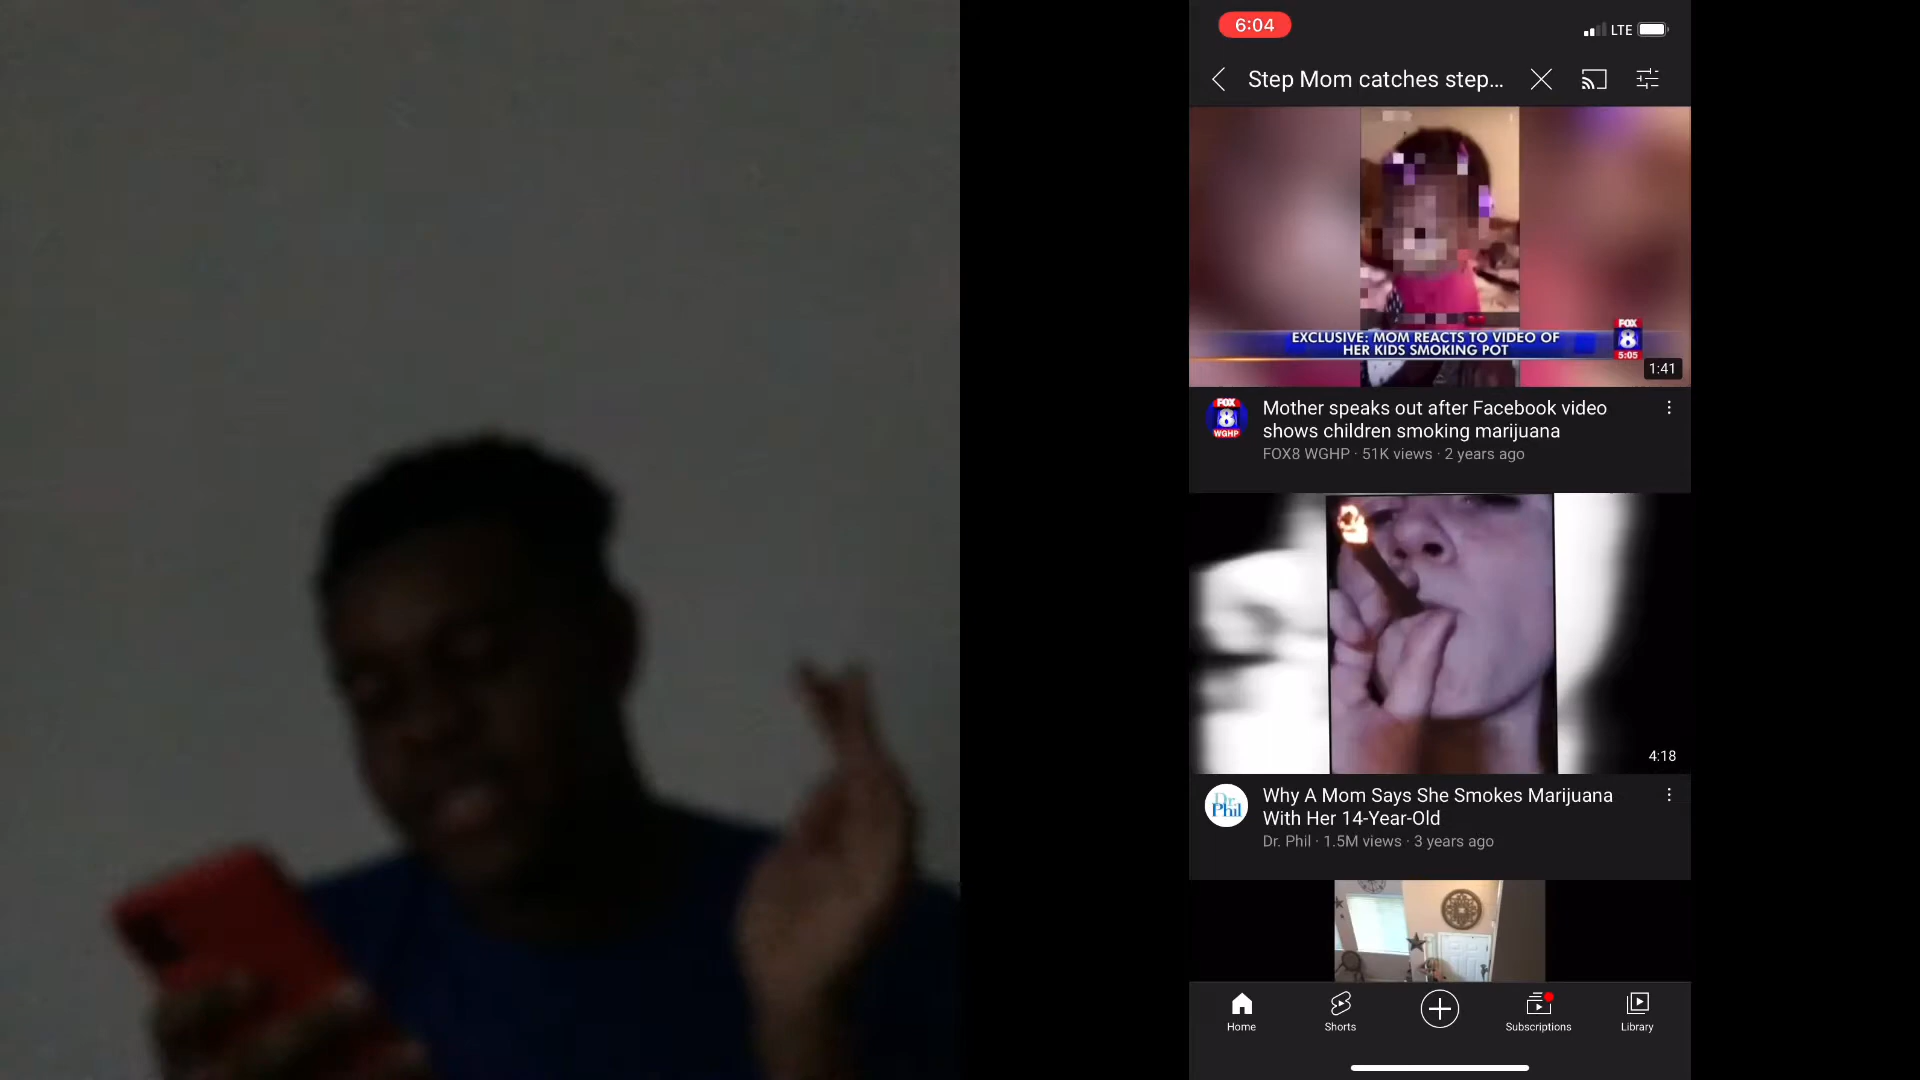 6:04
LTE
Step Mom catches step...
EXCLUSIVE: MOM REACTS TO VIDEO OF
HER KIDS SMOKING POT
FOX
8
5:05
1:41
FOX
8
WGHP
Mother speaks out after Facebook video
shows children smoking marijuana
FOX8 WGHP · 51K views · 2 years ago
4:18
Dr.
Phil
Why A Mom Says She Smokes Marijuana
With Her 14-Year-Old
Dr. Phil · 1.5M views · 3 years ago
Home
Shorts
Subscriptions
Library